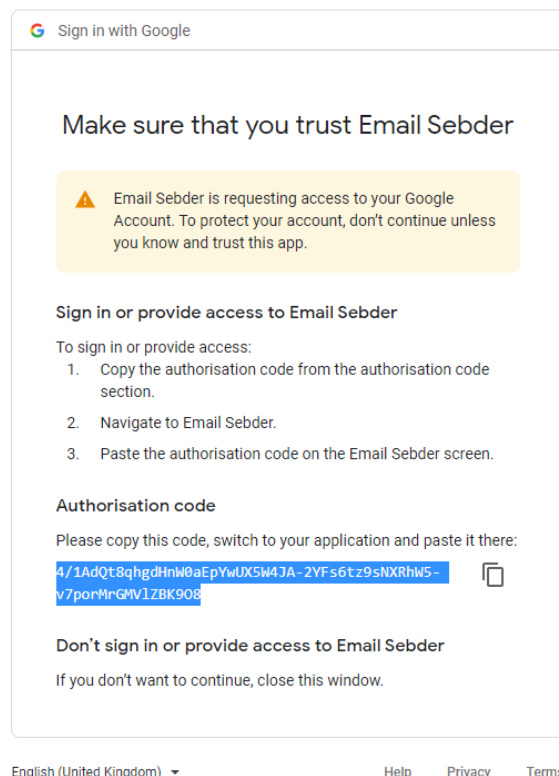 Sign in with Google
Make sure that you trust Email Sebder
Email Sebder is requesting access to your Google
Account. To protect your account, don't continue unless
you know and trust this app.
Sign in or provide access to Email Sebder
To sign in or provide access:
1. Copy the authorisation code from the authorisation code
section.
2. Navigate to Email Sebder.
3. Paste the authorisation code on the Email Sebder screen.
Authorisation code
Please copy this code, switch to your application and paste it there:
4/1AdQt8qhgdHnW0aEpYwUX5W4JA-2YFs6tz9sNXRhW5-
v7porMrGMVlZBK9O8
Don't sign in or provide access to Email Sebder
If you don't want to continue, close this window.
English (United Kingdom) Help Privacy Terms